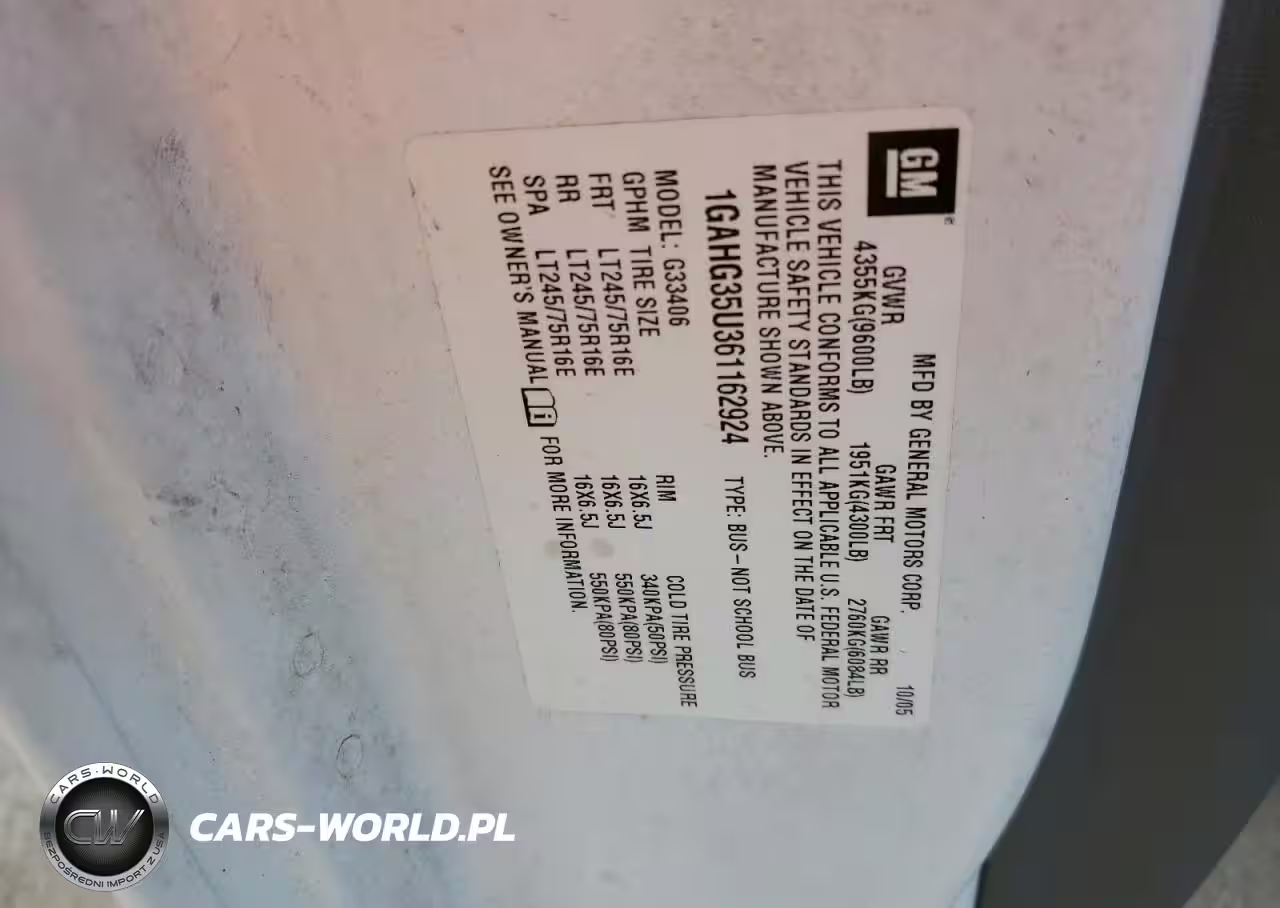 GM
MFD BY GENERAL MOTORS CORP. 10/05
GVWR GAWR FRT GAWR RR
4355KG(9600LB) 1951KG(4300LB) 2760KG(6084LB)
THIS VEHICLE CONFORMS TO ALL APPLICABLE U.S. FEDERAL MOTOR
VEHICLE SAFETY STANDARDS IN EFFECT ON THE DATE OF
MANUFACTURE SHOWN ABOVE.
1GAHG35U361162924 TYPE: BUS-NOT SCHOOL BUS
MODEL: G33406
GPHM TIRE SIZE RIM COLD TIRE PRESSURE
FRT LT245/75R16E 16X6.5J 340KPA(50PSI)
RR LT245/75R16E 16X6.5J 550KPA(80PSI)
SPA LT245/75R16E 16X6.5J 550KPA(80PSI)
SEE OWNER'S MANUAL FOR MORE INFORMATION.
CARS-WORLD
CW
BEZPOŚREDNI IMPORT Z USA
CARS-WORLD.PL